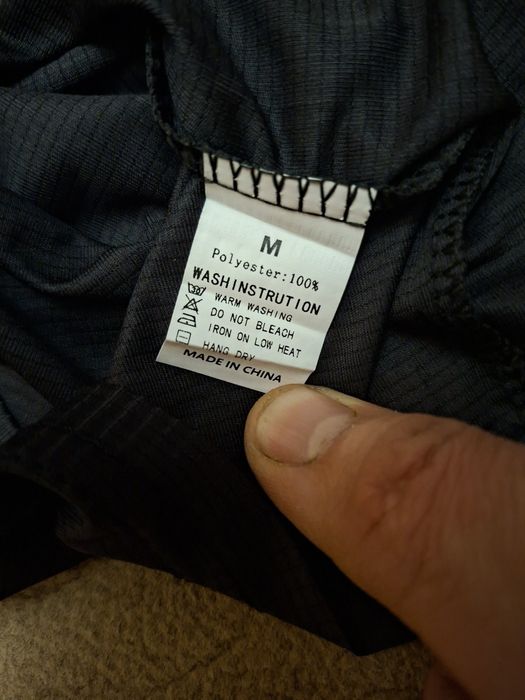 M
Polyester:100%
WASHINSTRUTION
WARM WASHING
DO NOT BLEACH
IRON ON LOW HEAT
HANG DRY
MADE IN CHINA